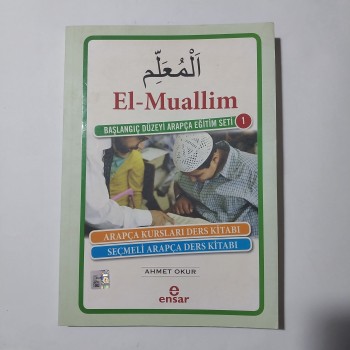 اَلْمُعَلِّم
El-Muallim
BAŞLANGIÇ DÜZEYİ ARAPÇA EĞİTİM SETİ 1
ARAPÇA KURSLARI DERS KİTABI
SEÇMELİ ARAPÇA DERS KİTABI
AHMET OKUR
ensar